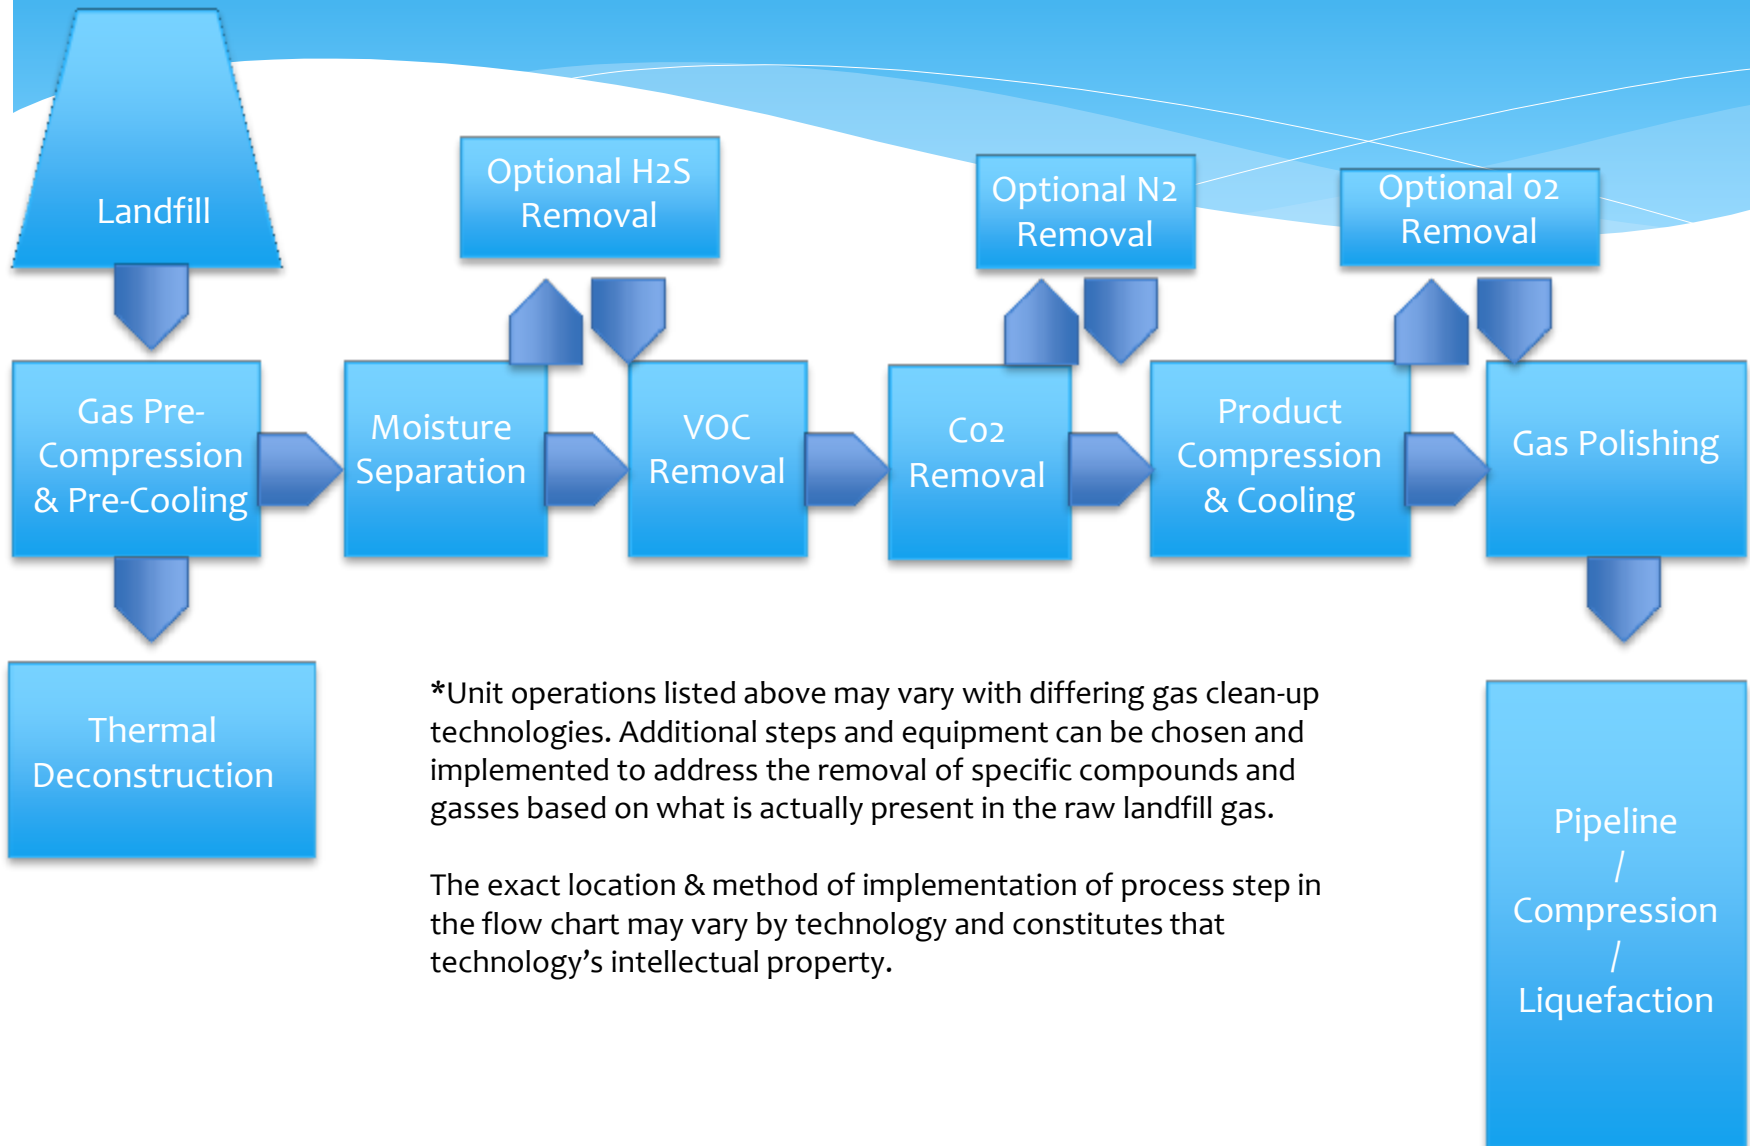 Landfill
Optional H2S
Removal
Optional N2
Removal
Optional 02
Removal
Gas Pre-
Compression
& Pre-Cooling
Moisture
Separation
VOC
Removal
C02
Removal
Product
Compression
& Cooling
Gas Polishing
Thermal
Deconstruction
*Unit operations listed above may vary with differing gas clean-up
technologies. Additional steps and equipment can be chosen and
implemented to address the removal of specific compounds and
gasses based on what is actually present in the raw landfill gas.
The exact location & method of implementation of process step in
the flow chart may vary by technology and constitutes that
technology’s intellectual property.
Pipeline
/
Compression
/
Liquefaction